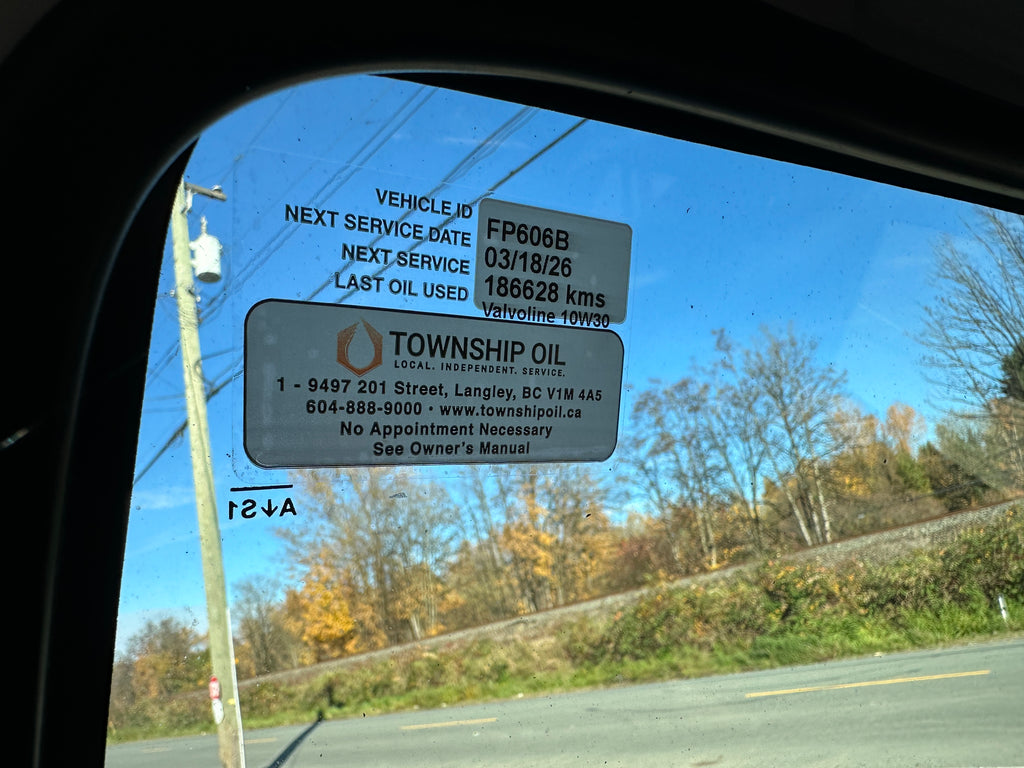 VEHICLE ID FP606B
NEXT SERVICE DATE 03/18/26
NEXT SERVICE 186628 kms
LAST OIL USED Valvoline 10W30
TOWNSHIP OIL
LOCAL. INDEPENDENT. SERVICE.
1 - 9497 201 Street, Langley, BC V1M 4A5
604-888-9000 • www.townshipoil.ca
No Appointment Necessary
See Owner's Manual
A↓S1